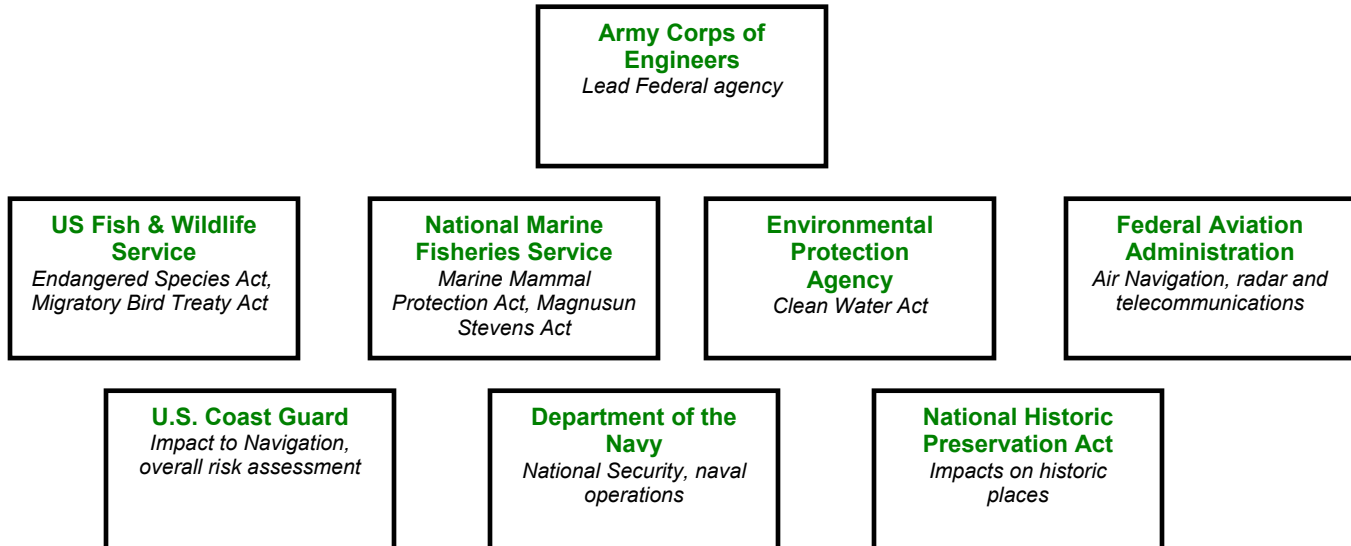 Army Corps of
Engineers
Lead Federal agency
US Fish & Wildlife
Service
Endangered Species Act,
Migratory Bird Treaty Act
National Marine
Fisheries Service
Marine Mammal
Protection Act, Magnusun
Stevens Act
Environmental
Protection
Agency
Clean Water Act
Federal Aviation
Administration
Air Navigation, radar and
telecommunications
U.S. Coast Guard
Impact to Navigation,
overall risk assessment
Department of the
Navy
National Security, naval
operations
National Historic
Preservation Act
Impacts on historic
places